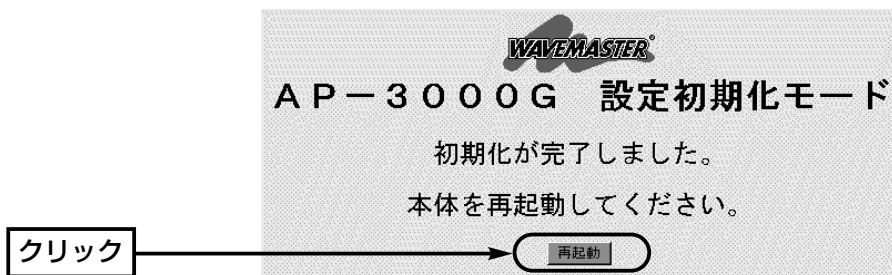 WAVEMASTER
AP－3000G　設定初期化モード
初期化が完了しました。
本体を再起動してください。
クリック
再起動